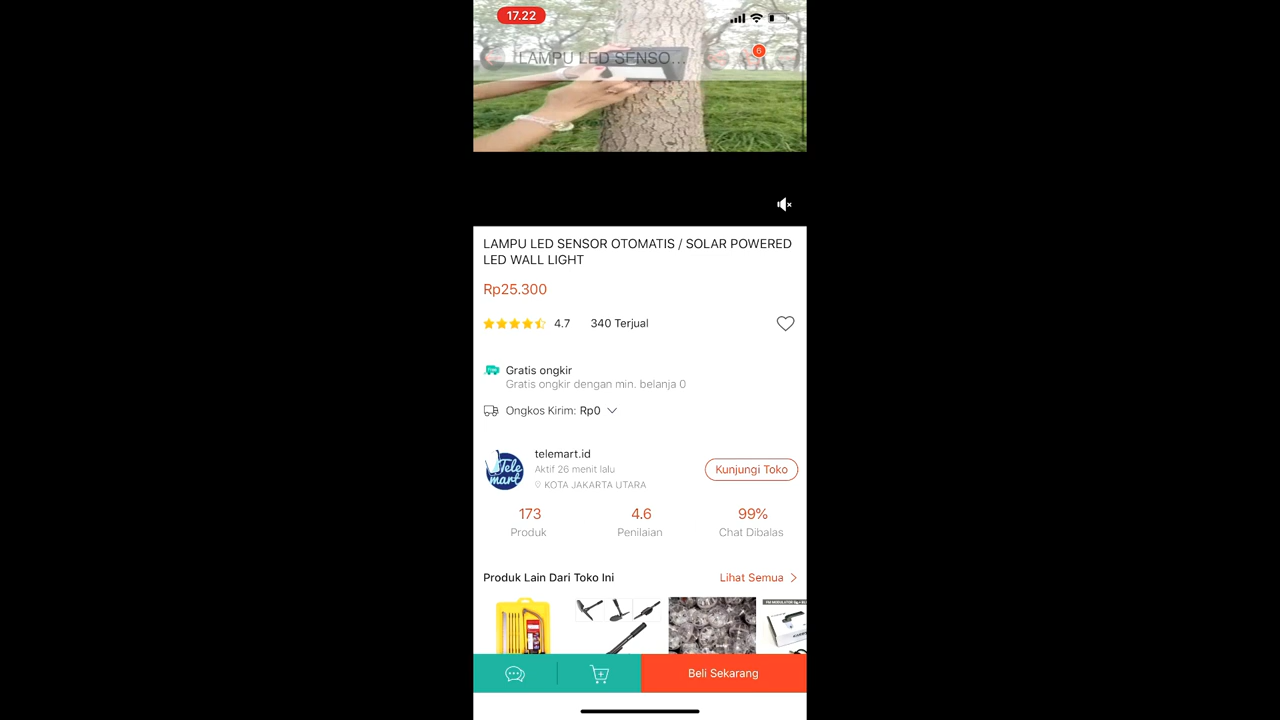 17.22
LAMPU LED SENSO...
6
LAMPU LED SENSOR OTOMATIS / SOLAR POWERED
LED WALL LIGHT
Rp25.300
4.7
340 Terjual
Gratis ongkir
Gratis ongkir dengan min. belanja 0
Ongkos Kirim: Rp0
telemart.id
Aktif 26 menit lalu
KOTA JAKARTA UTARA
Tele
mart
Kunjungi Toko
173
4.6
99%
Produk
Penilaian
Chat Dibalas
Produk Lain Dari Toko Ini
Lihat Semua
Beli Sekarang